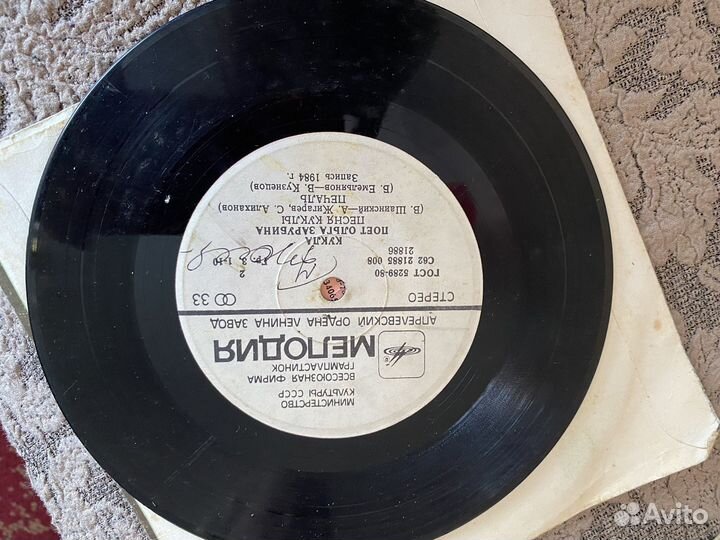 МИНИСТЕРСТВО
КУЛЬТУРЫ СССР
ВСЕСОЮЗНАЯ ФИРМА
ГРАМПЛАСТИНОК
МЕЛОДИЯ
АПРЕЛЕВСКИЙ ОРДЕНА ЛЕНИНА ЗАВОД
СТЕРЕО
33
ГОСТ 5289-80
2
С62 21885 008
21886
КУКЛА
ПОЕТ ОЛЬГА ЗАРУБИНА
ПЕСНЯ КУКЛЫ
(В. Шаинский—А. Жигарев, С. Алиханов)
ПЕЧАЛЬ
(В. Емельянов—В. Кузнецов)
Запись 1984 г.
Avito